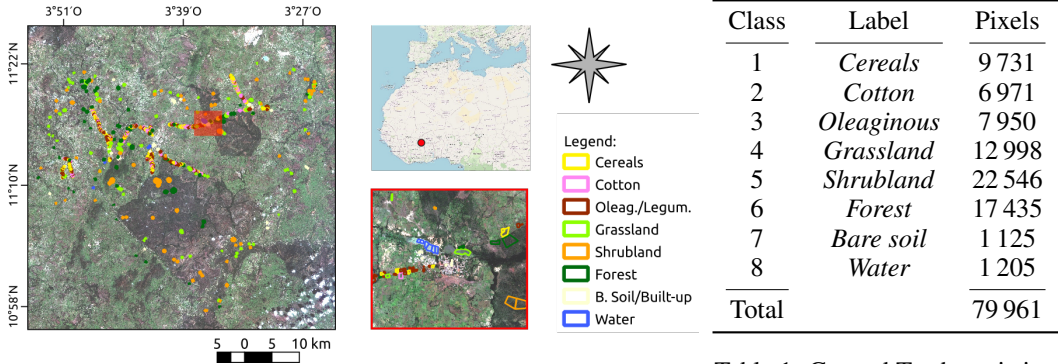 3°51′O 3°39′O 3°27′O
11°22′N
11°10′N
10°58′N
5 0 5 10 km
Legend:
Cereals
Cotton
Oleag./Legum.
Grassland
Shrubland
Forest
B. Soil/Built-up
Water
Class Label Pixels
1 Cereals 9 731
2 Cotton 6 971
3 Oleaginous 7 950
4 Grassland 12 998
5 Shrubland 22 546
6 Forest 17 435
7 Bare soil 1 125
8 Water 1 205
Total 79 961